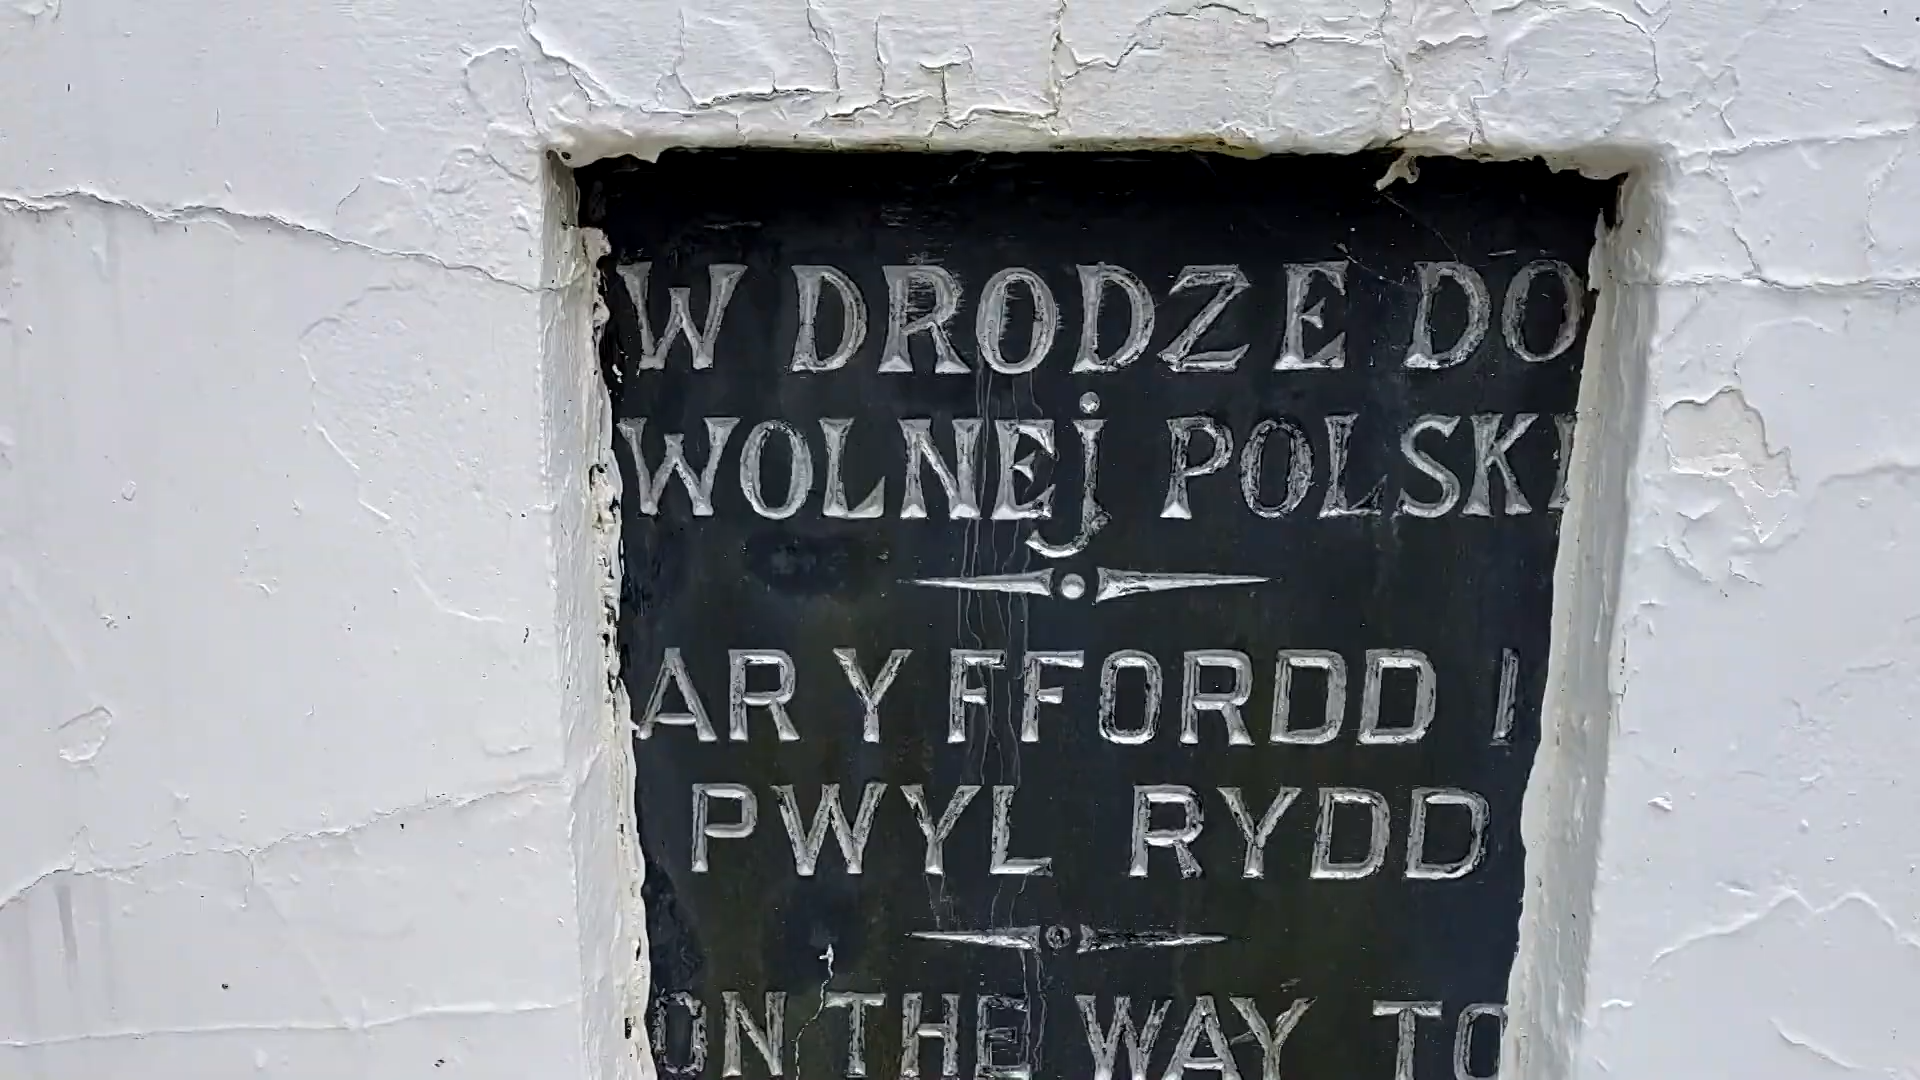 W DRODZE DO
WOLNEj POLSKI
AR Y FFORDD I
PWYL RYDD
ON THE WAY TO